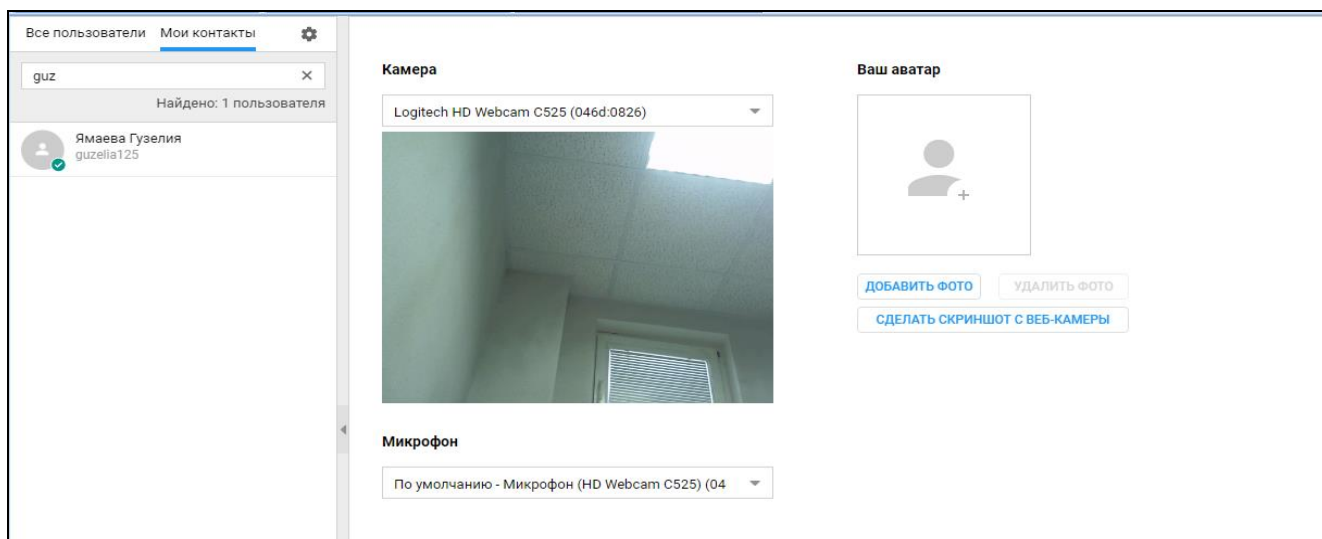 Все пользователи Мои контакты
guz
Найдено: 1 пользователя
Ямаева Гузелия
guzelia125
Камера
Logitech HD Webcam C525 (046d:0826)
Микрофон
По умолчанию - Микрофон (HD Webcam C525) (04
Ваш аватар
ДОБАВИТЬ ФОТО УДАЛИТЬ ФОТО
СДЕЛАТЬ СКРИНШОТ С ВЕБ-КАМЕРЫ